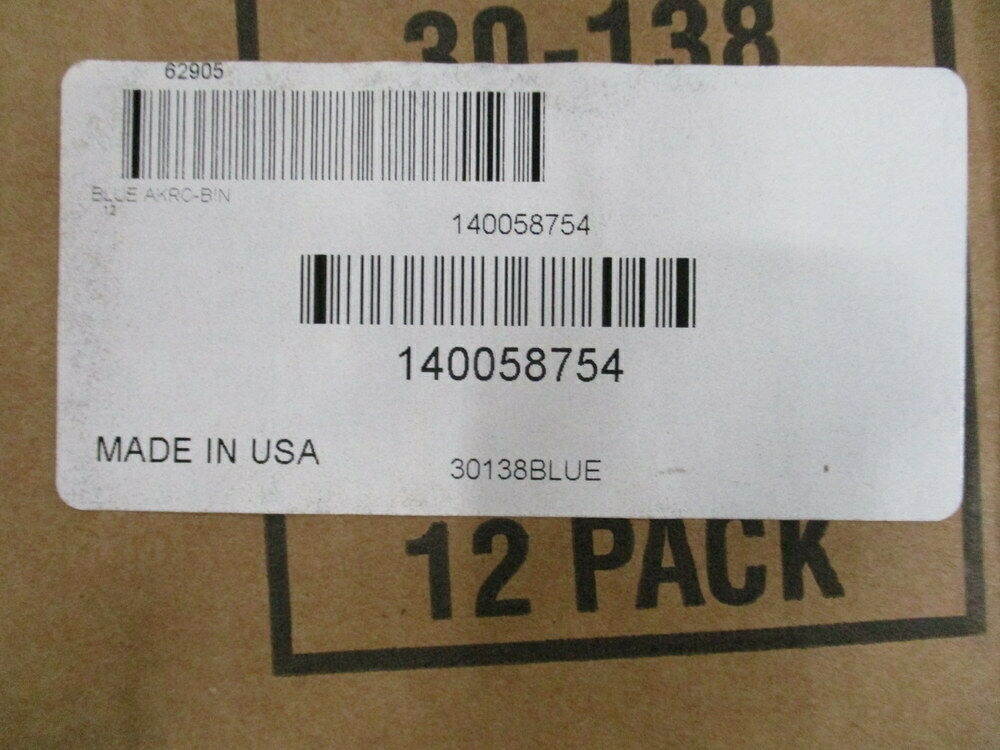 30-138
62905
BLUE AKRO-BIN
12
140058754
140058754
MADE IN USA
30138BLUE
12 PACK